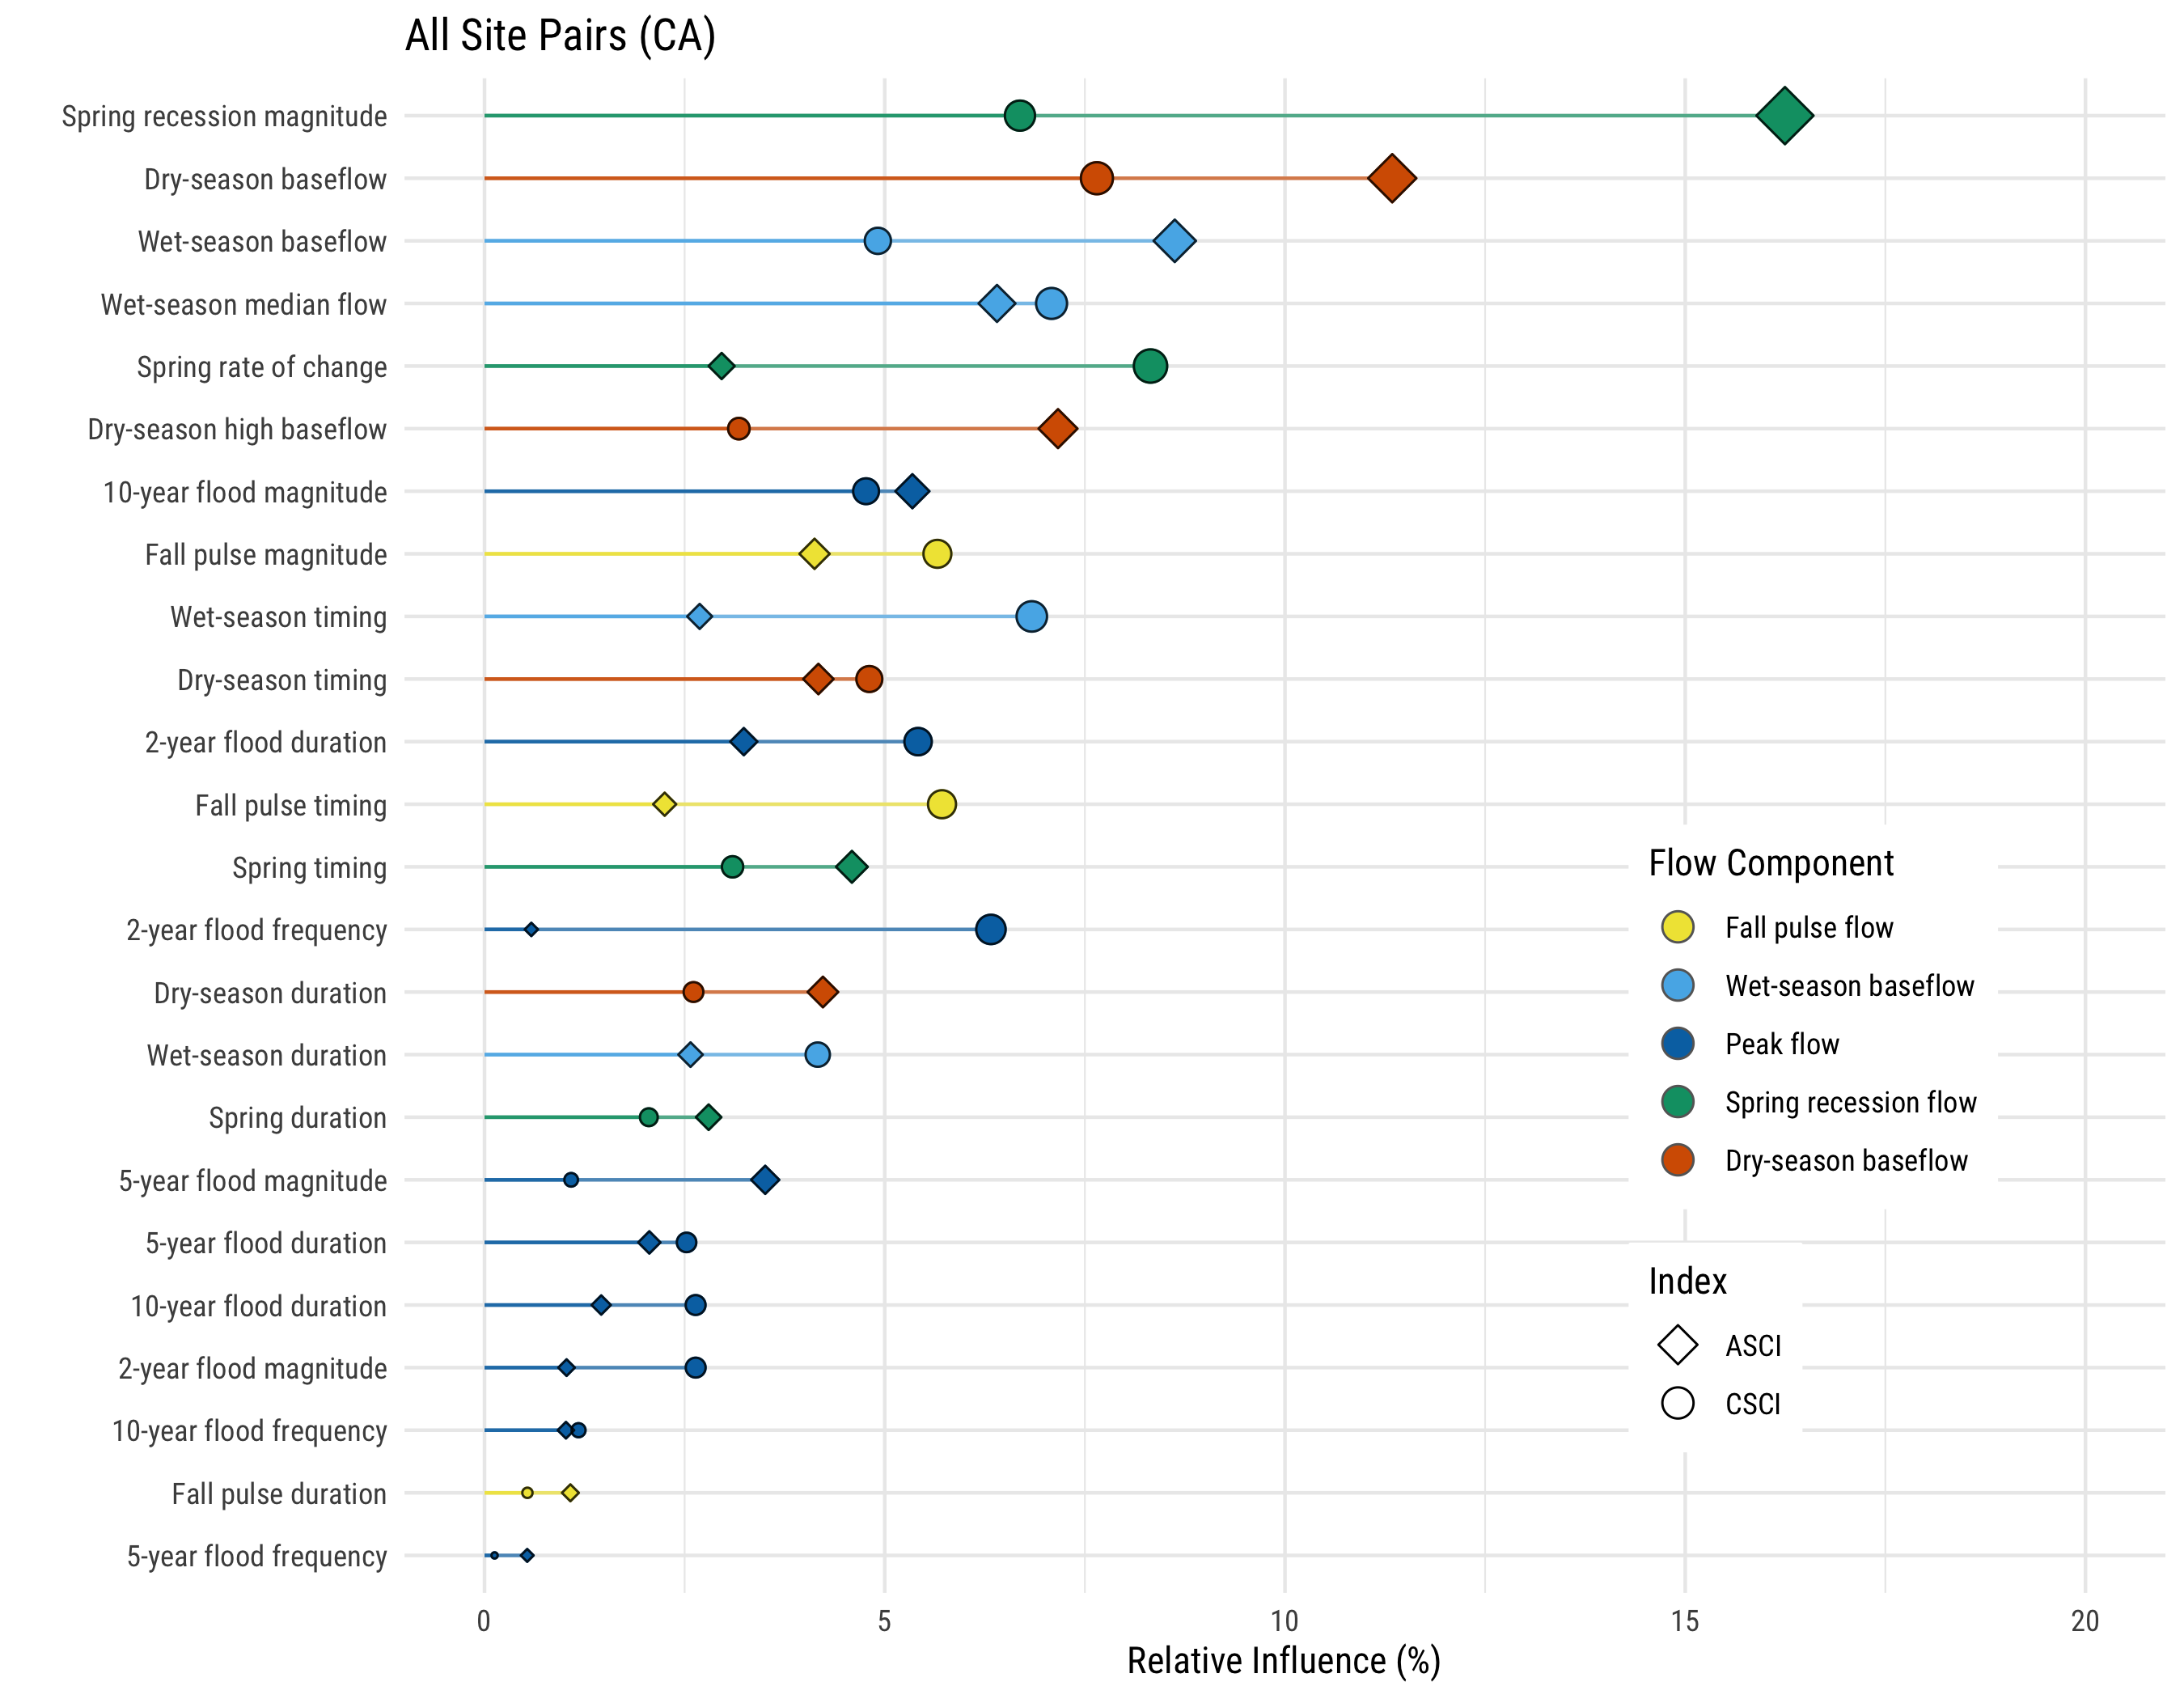 All Site Pairs (CA)
Spring recession magnitude
Dry-season baseflow
Wet-season baseflow
Wet-season median flow
Spring rate of change
Dry-season high baseflow
10-year flood magnitude
Fall pulse magnitude
Wet-season timing
Dry-season timing
2-year flood duration
Fall pulse timing
Spring timing
2-year flood frequency
Dry-season duration
Wet-season duration
Spring duration
5-year flood magnitude
5-year flood duration
10-year flood duration
2-year flood magnitude
10-year flood frequency
Fall pulse duration
5-year flood frequency
Flow Component
Fall pulse flow
Wet-season baseflow
Peak flow
Spring recession flow
Dry-season baseflow
Index
ASCI
CSCI
0 5 10 15 20
Relative Influence (%)